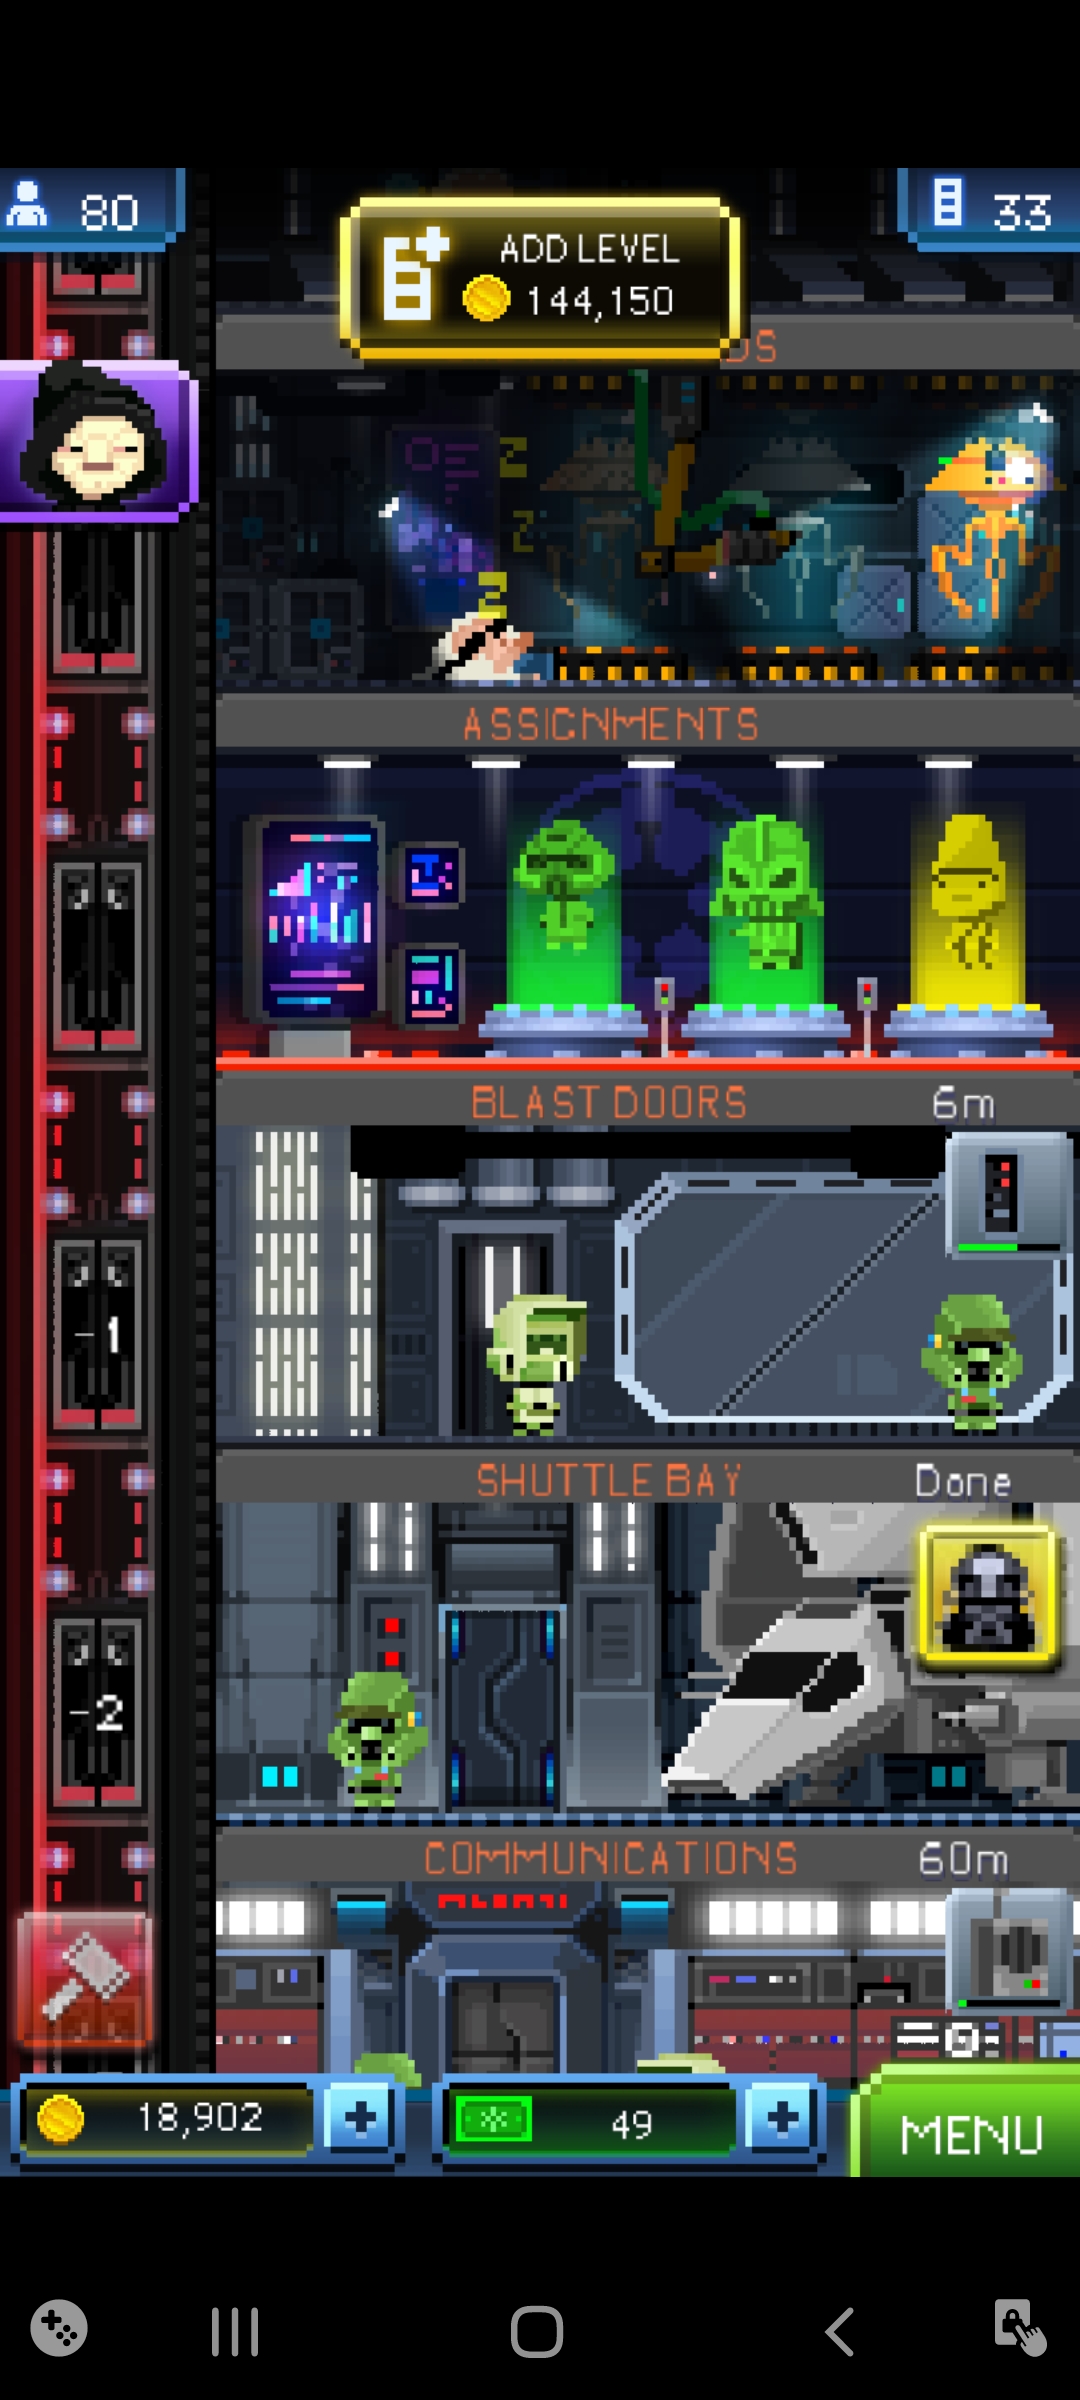 80
ADD LEVEL
144,150
33
DS
Z
Z
Z
ASSIGNMENTS
BLAST DOORS
6m
-1
SHUTTLE BAY
Done
-2
COMMUNICATIONS
60m
18,902
+
49
+
MENU